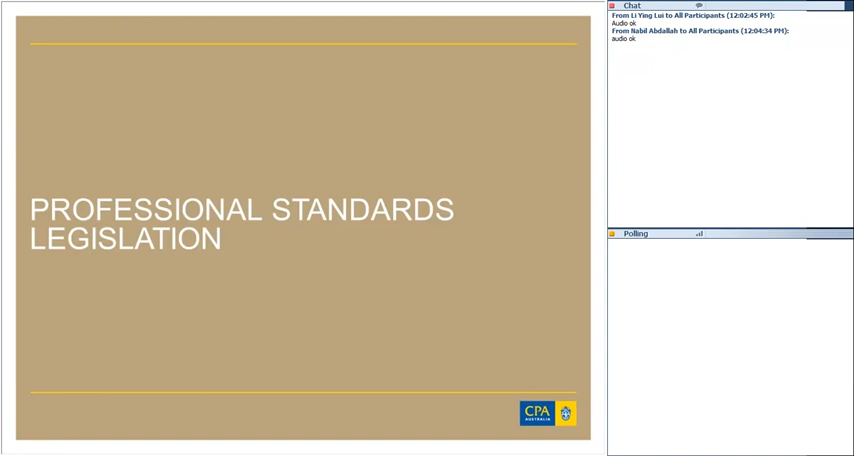 PROFESSIONAL STANDARDS
LEGISLATION
CPA
AUSTRALIA
Chat
From Li Ying Lui to All Participants (12:02:45 PM):
Audio ok
From Nabil Abdallah to All Participants (12:04:34 PM):
audio ok
Polling